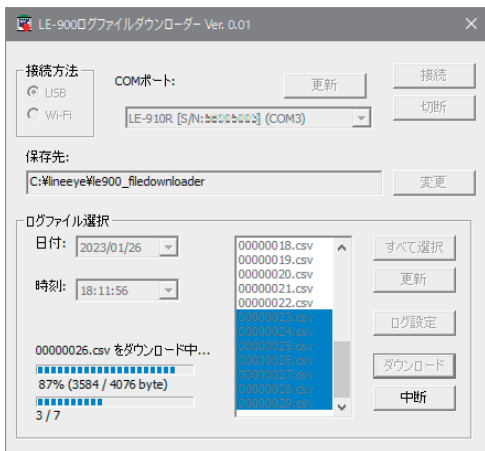 LE-900ログファイルダウンローダー Ver. 0.01
接続方法
USB
Wi-Fi
COMポート:
更新
LE-910R [S/N: ] (COM3)
接続
切断
保存先:
C:¥lineeye¥le900_filedownloader
変更
ログファイル選択
日付:
2023/01/26
時刻:
18:11:56
00000026.csv をダウンロード中...
87% (3584 / 4076 byte)
3 / 7
00000018.csv
00000019.csv
00000020.csv
00000021.csv
00000022.csv
00000023.csv
00000024.csv
00000025.csv
00000026.csv
00000027.csv
00000028.csv
00000029.csv
すべて選択
更新
ログ設定
ダウンロード
中断